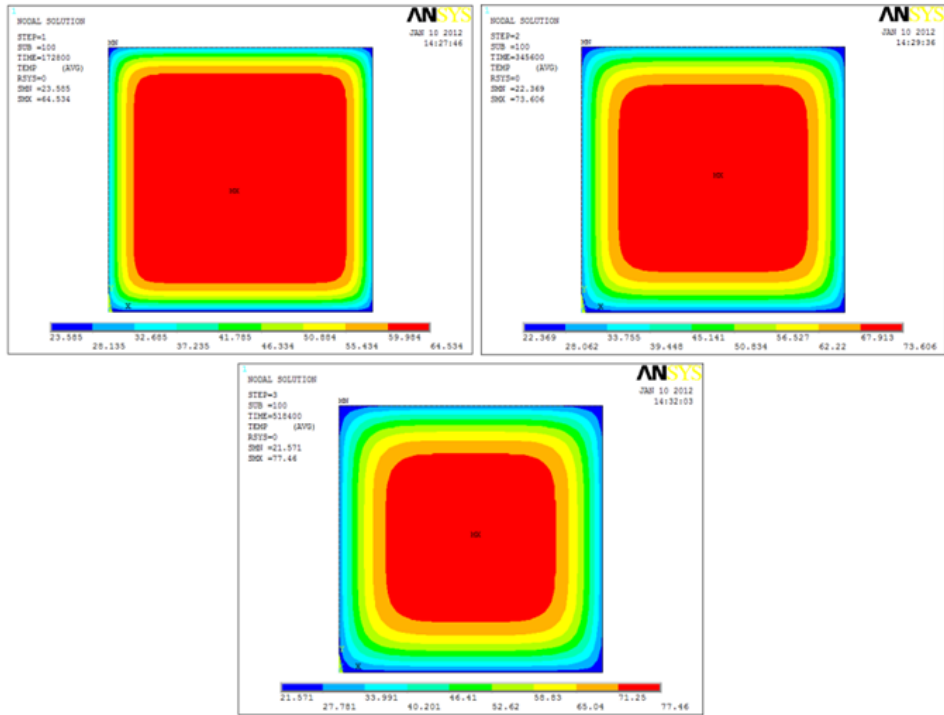 1
NODAL SOLUTION
STEP=1
SUB =100
TIME=172800
TEMP (AVG)
RSYS=0
SMN =23.585
SMX =64.534
ANSYS
JAN 10 2012
14:27:46
MN
MX
X
23.585 32.685 41.785 50.884 59.984
28.135 37.235 46.334 55.434 64.534
1
NODAL SOLUTION
STEP=2
SUB =100
TIME=345600
TEMP (AVG)
RSYS=0
SMN =22.369
SMX =73.606
ANSYS
JAN 10 2012
14:29:36
MN
MX
X
22.369 33.755 45.141 56.527 67.913
28.062 39.448 50.834 62.22 73.606
1
NODAL SOLUTION
STEP=3
SUB =100
TIME=518400
TEMP (AVG)
RSYS=0
SMN =21.571
SMX =77.46
ANSYS
JAN 10 2012
14:32:03
MN
MX
Y
X
21.571 33.991 46.41 58.83 71.25
27.781 40.201 52.62 65.04 77.46